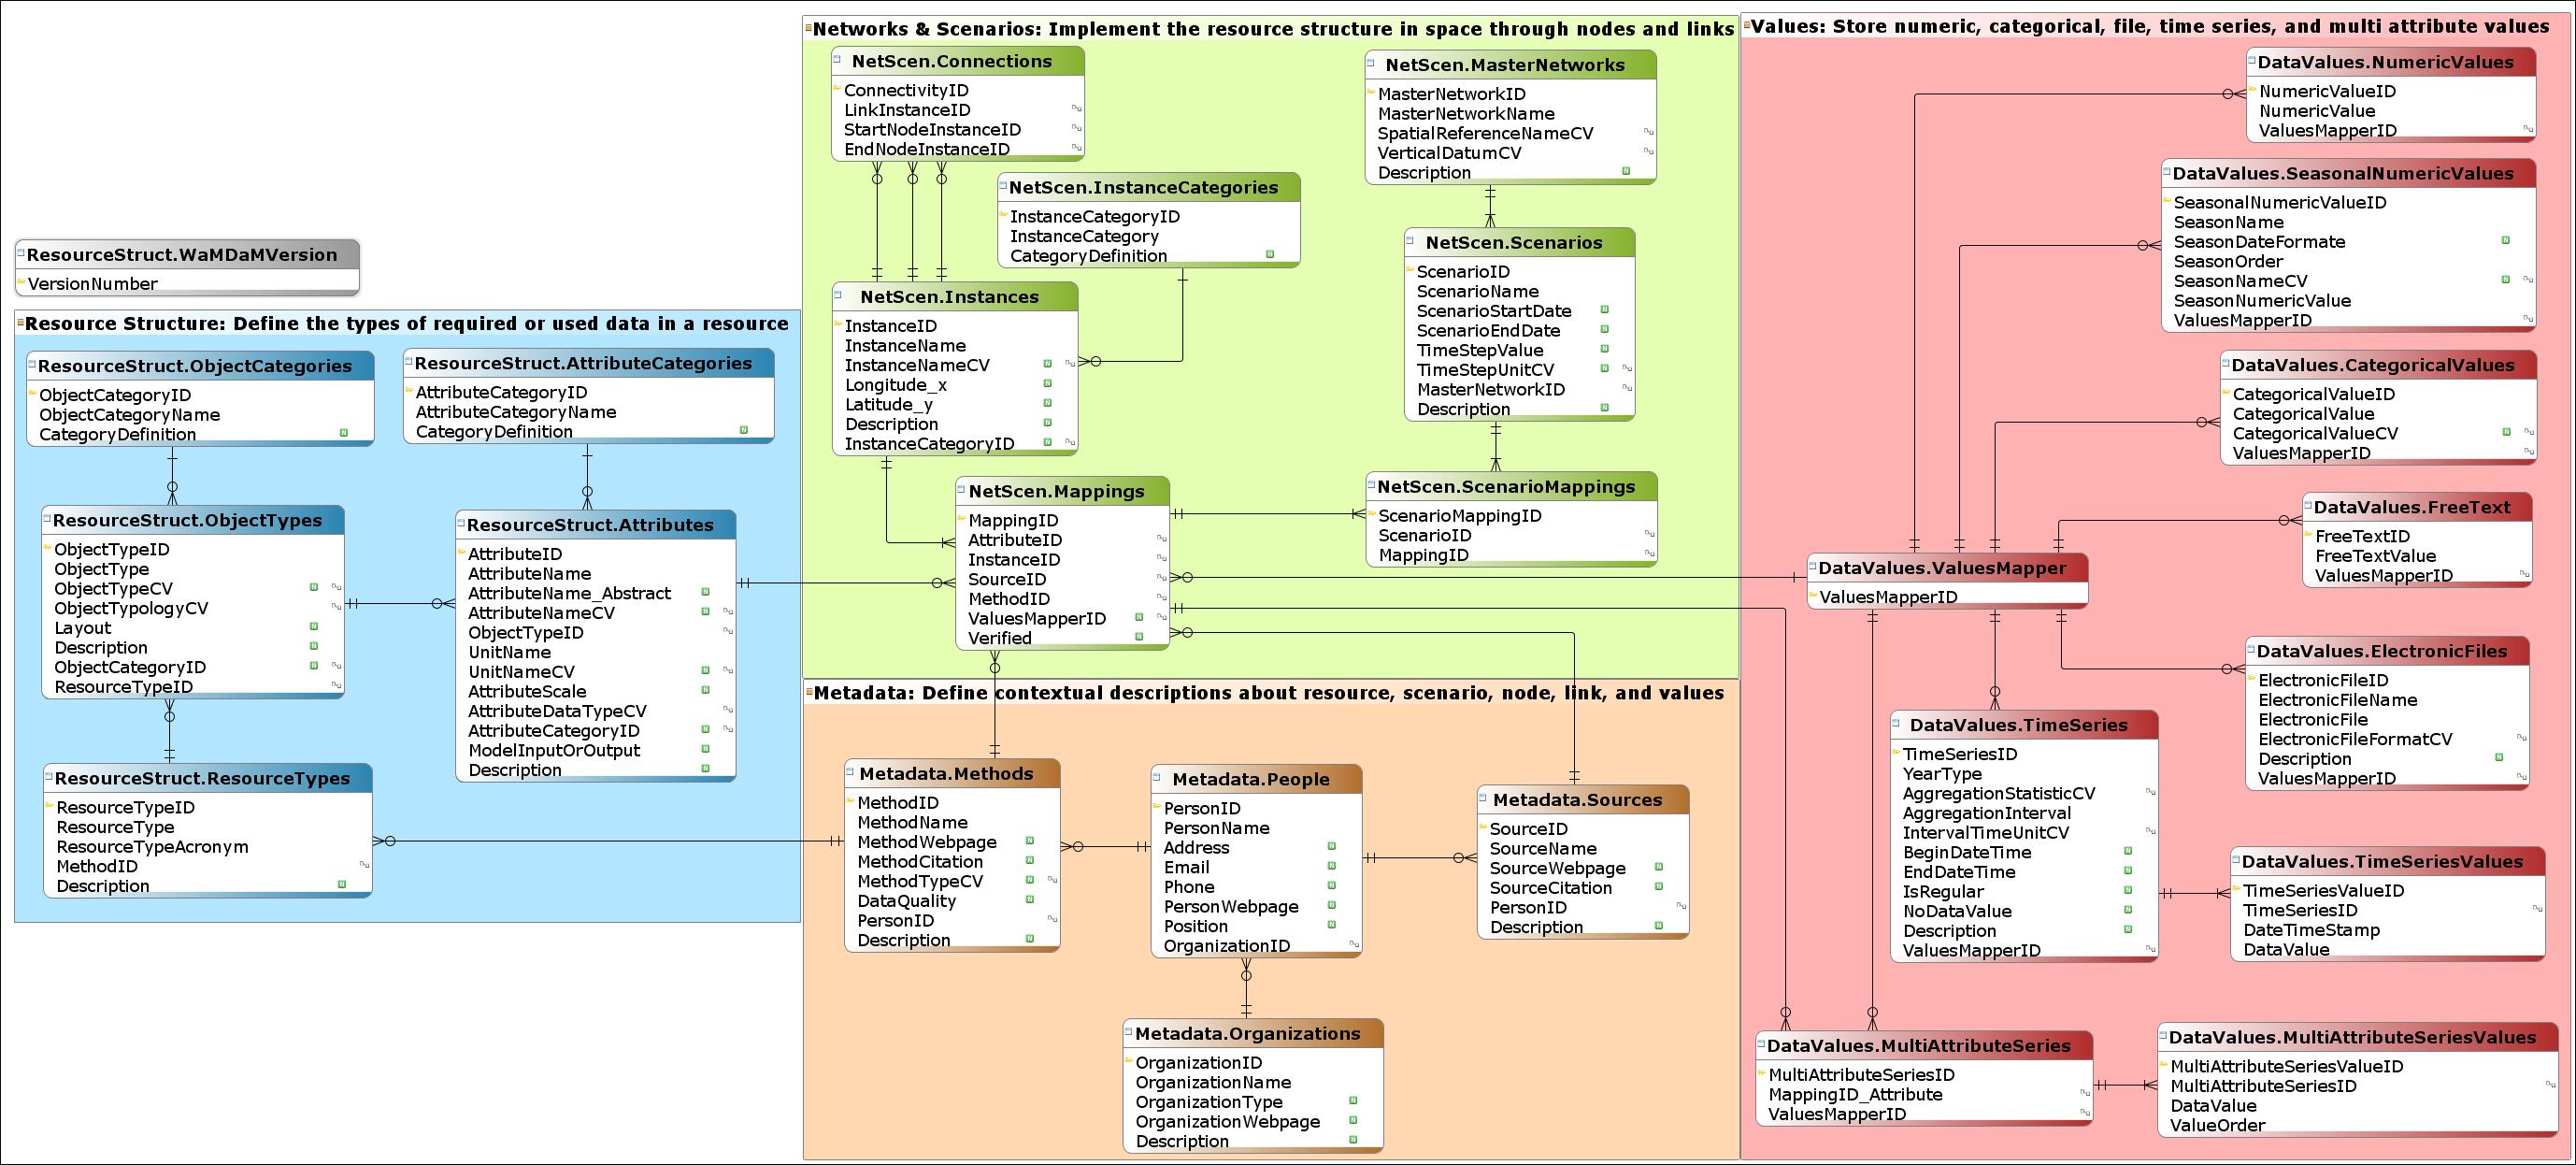 ResourceStruct.WaMDaMVersion
VersionNumber
Resource Structure: Define the types of required or used data in a resource
ResourceStruct.ObjectCategories
ObjectCategoryID
ObjectCategoryName
CategoryDefinition
ResourceStruct.AttributeCategories
AttributeCategoryID
AttributeCategoryName
CategoryDefinition
ResourceStruct.ObjectTypes
ObjectTypeID
ObjectType
ObjectTypeCV
ObjectTypologyCV
Layout
Description
ObjectCategoryID
ResourceTypeID
ResourceStruct.Attributes
AttributeID
AttributeName
AttributeName_Abstract
AttributeNameCV
ObjectTypeID
UnitName
UnitNameCV
AttributeScale
AttributeDataTypeCV
AttributeCategoryID
ModelInputOrOutput
Description
ResourceStruct.ResourceTypes
ResourceTypeID
ResourceType
ResourceTypeAcronym
MethodID
Description
Networks & Scenarios: Implement the resource structure in space through nodes and links
NetScen.Connections
ConnectivityID
LinkInstanceID
StartNodeInstanceID
EndNodeInstanceID
NetScen.MasterNetworks
MasterNetworkID
MasterNetworkName
SpatialReferenceNameCV
VerticalDatumCV
Description
NetScen.InstanceCategories
InstanceCategoryID
InstanceCategory
CategoryDefinition
NetScen.Scenarios
ScenarioID
ScenarioName
ScenarioStartDate
ScenarioEndDate
TimeStepValue
TimeStepUnitCV
MasterNetworkID
Description
NetScen.Instances
InstanceID
InstanceName
InstanceNameCV
Longitude_x
Latitude_y
Description
InstanceCategoryID
NetScen.Mappings
MappingID
AttributeID
InstanceID
SourceID
MethodID
ValuesMapperID
Verified
NetScen.ScenarioMappings
ScenarioMappingID
ScenarioID
MappingID
Metadata: Define contextual descriptions about resource, scenario, node, link, and values
Metadata.Methods
MethodID
MethodName
MethodWebpage
MethodCitation
MethodTypeCV
DataQuality
PersonID
Description
Metadata.People
PersonID
PersonName
Address
Email
Phone
PersonWebpage
Position
OrganizationID
Metadata.Sources
SourceID
SourceName
SourceWebpage
SourceCitation
PersonID
Description
Metadata.Organizations
OrganizationID
OrganizationName
OrganizationType
OrganizationWebpage
Description
Values: Store numeric, categorical, file, time series, and multi attribute values
DataValues.NumericValues
NumericValueID
NumericValue
ValuesMapperID
DataValues.SeasonalNumericValues
SeasonalNumericValueID
SeasonName
SeasonDateFormate
SeasonOrder
SeasonNameCV
SeasonNumericValue
ValuesMapperID
DataValues.CategoricalValues
CategoricalValueID
CategoricalValue
CategoricalValueCV
ValuesMapperID
DataValues.FreeText
FreeTextID
FreeTextValue
ValuesMapperID
DataValues.ValuesMapper
ValuesMapperID
DataValues.ElectronicFiles
ElectronicFileID
ElectronicFileName
ElectronicFile
ElectronicFileFormatCV
Description
ValuesMapperID
DataValues.TimeSeries
TimeSeriesID
YearType
AggregationStatisticCV
AggregationInterval
IntervalTimeUnitCV
BeginDateTime
EndDateTime
IsRegular
NoDataValue
Description
ValuesMapperID
DataValues.TimeSeriesValues
TimeSeriesValueID
TimeSeriesID
DateTimeStamp
DataValue
DataValues.MultiAttributeSeries
MultiAttributeSeriesID
MappingID_Attribute
ValuesMapperID
DataValues.MultiAttributeSeriesValues
MultiAttributeSeriesValueID
MultiAttributeSeriesID
DataValue
ValueOrder